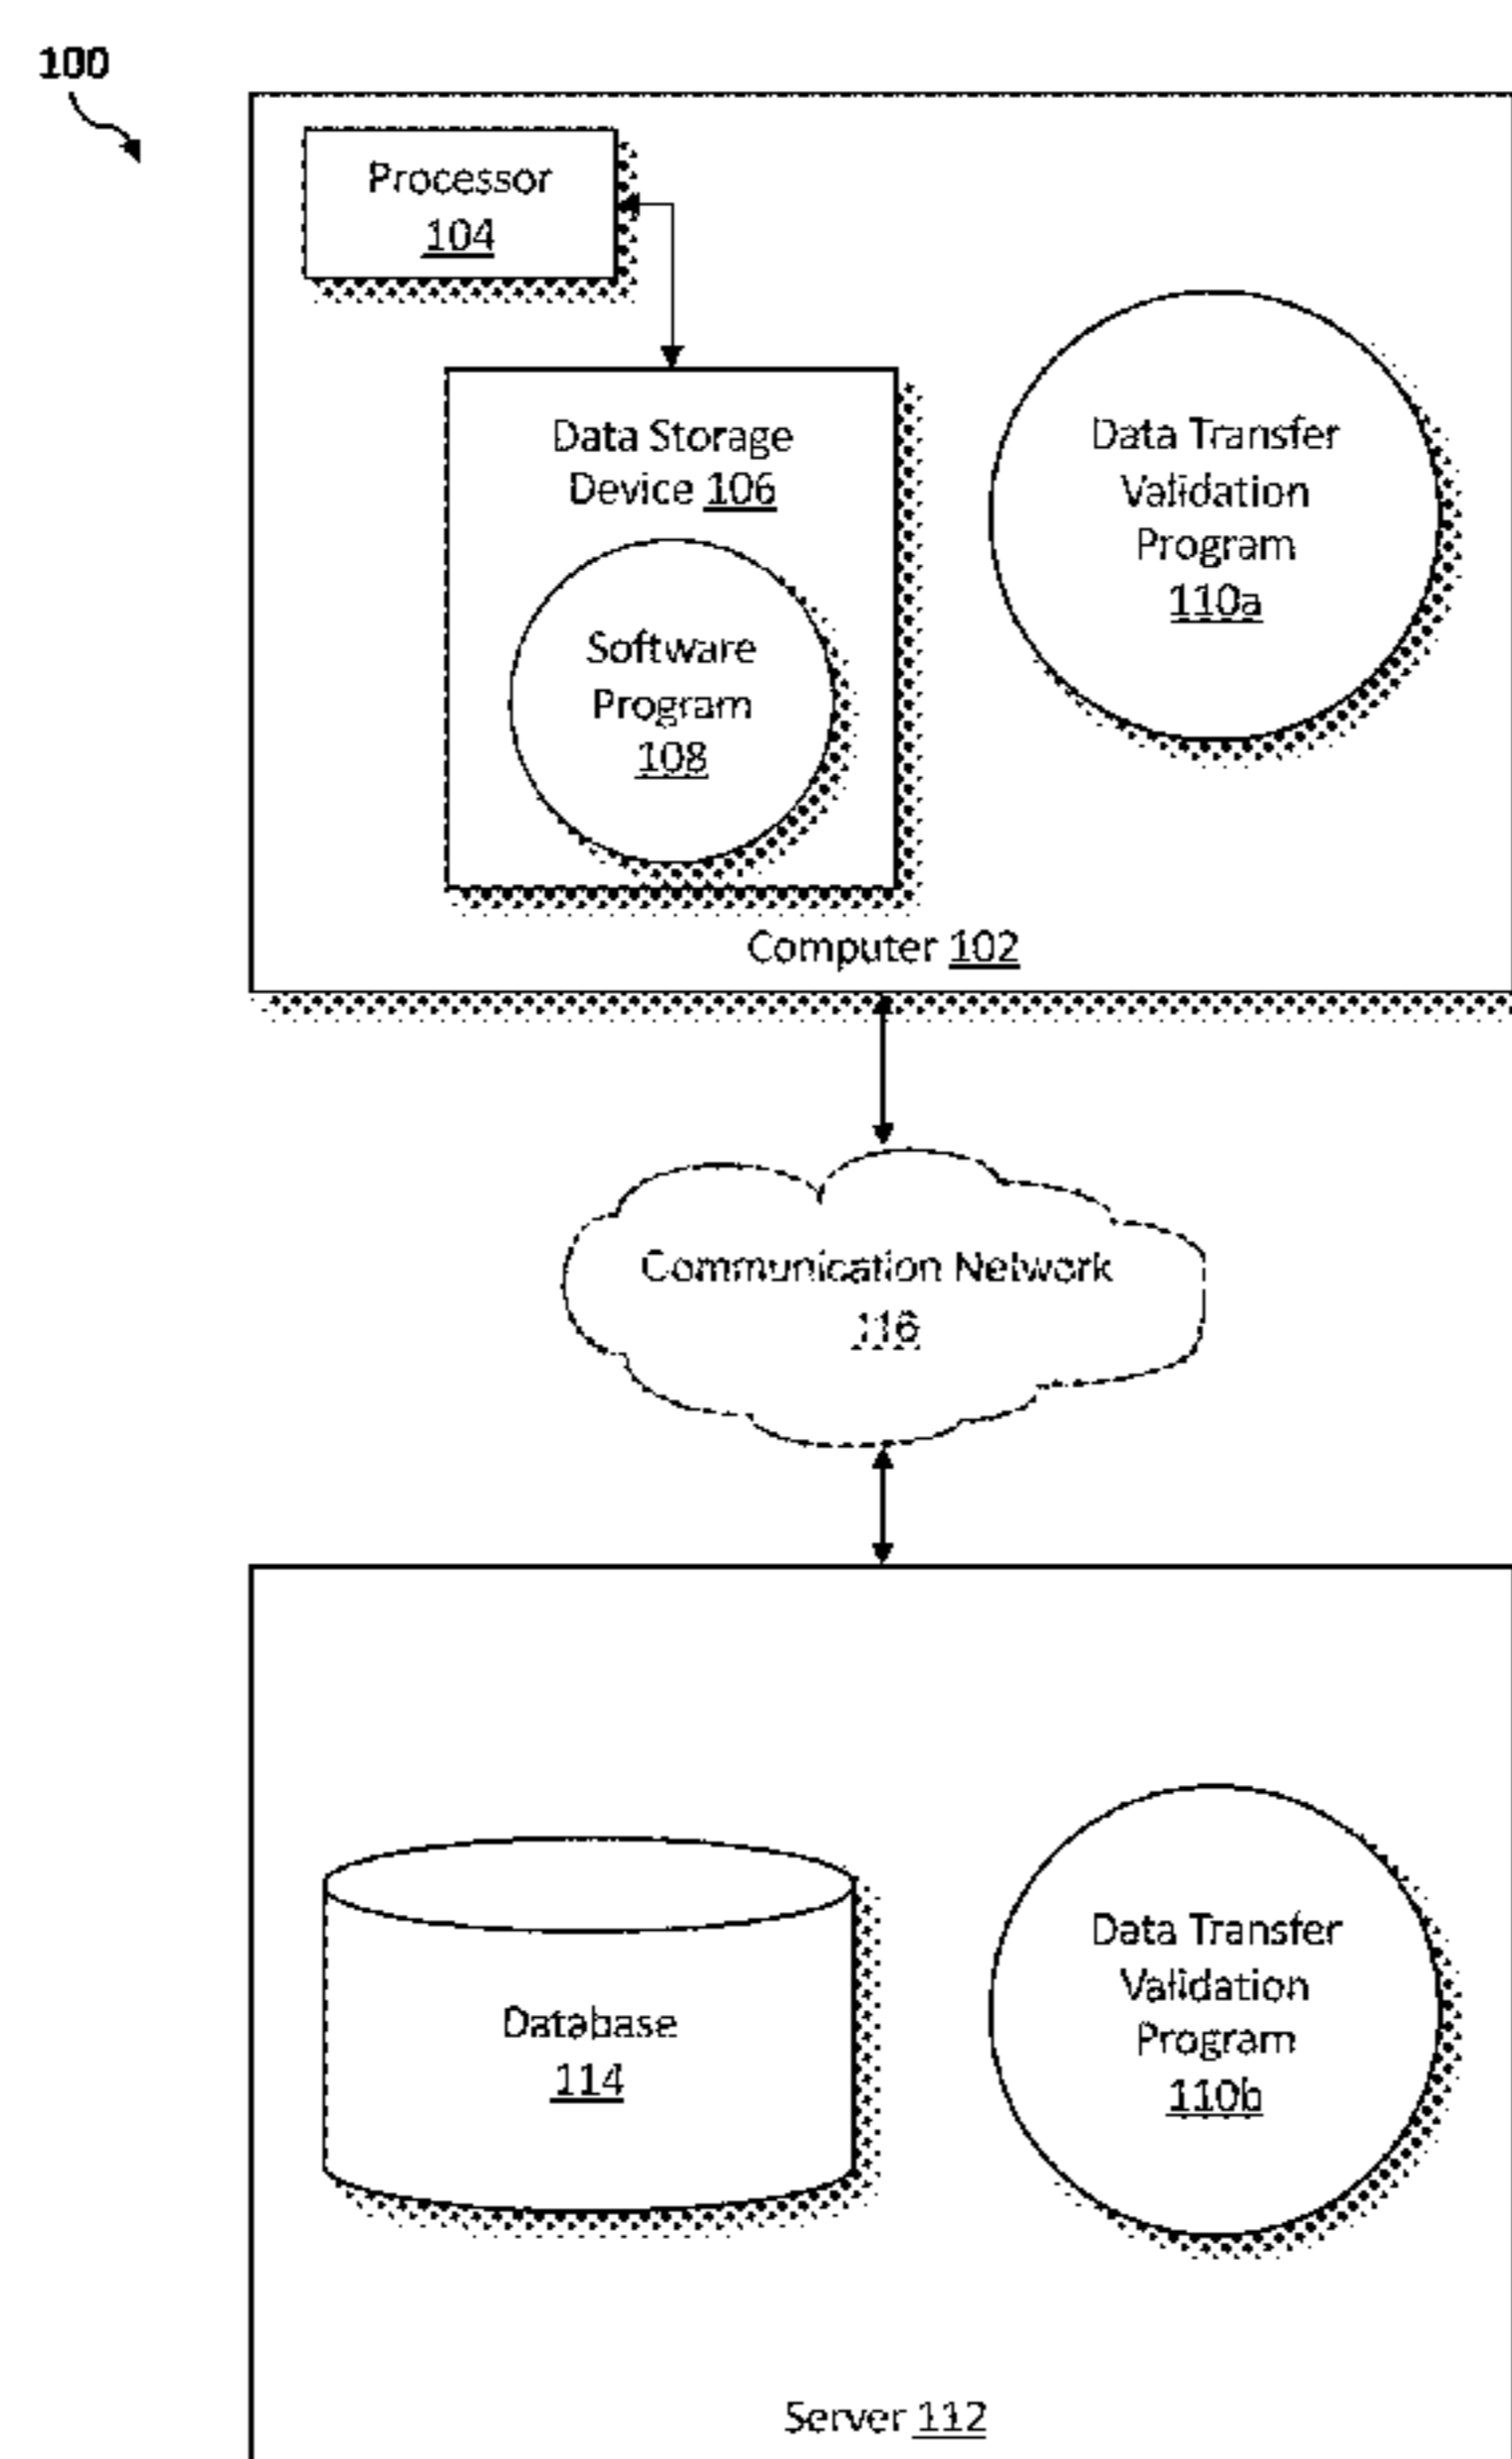 100
Processor
104
Data Storage
Device 106
Software
Program
108
Data Transfer
Validation
Program
110a
Computer 102
Communication Network
116
Database
114
Data Transfer
Validation
Program
110b
Server 112